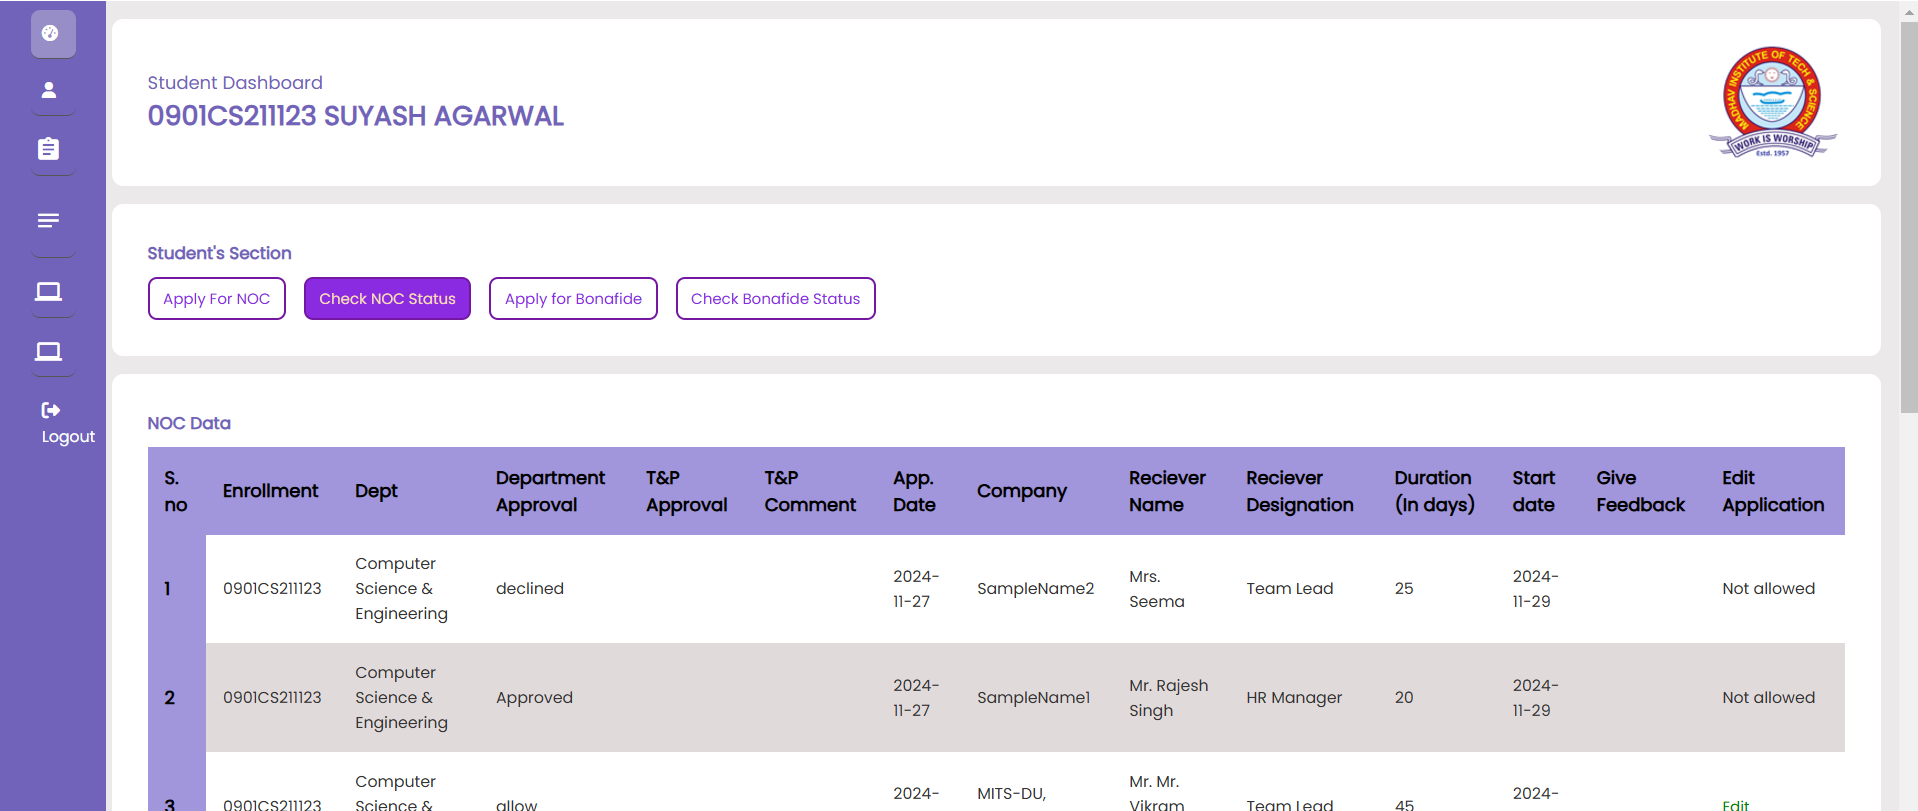 Student Dashboard
0901CS211123 SUYASH AGARWAL
MADHAV INSTITUTE OF TECH & SCIENCE
WORK IS WORSHIP
Estd. 1957
Student's Section
Apply For NOC
Check NOC Status
Apply for Bonafide
Check Bonafide Status
Logout
NOC Data
S. no
Enrollment
Dept
Department Approval
T&P Approval
T&P Comment
App. Date
Company
Reciever Name
Reciever Designation
Duration (In days)
Start date
Give Feedback
Edit Application
1
0901CS211123
Computer
Science &
Engineering
declined
2024-
11-27
SampleName2
Mrs.
Seema
Team Lead
25
2024-
11-29
Not allowed
2
0901CS211123
Computer
Science &
Engineering
Approved
2024-
11-27
SampleName1
Mr. Rajesh
Singh
HR Manager
20
2024-
11-29
Not allowed
3
0901CS211123
Computer
Science &
allow
2024-
MITS-DU,
Mr. Mr.
Vikram
Team Lead
45
2024-
Edit